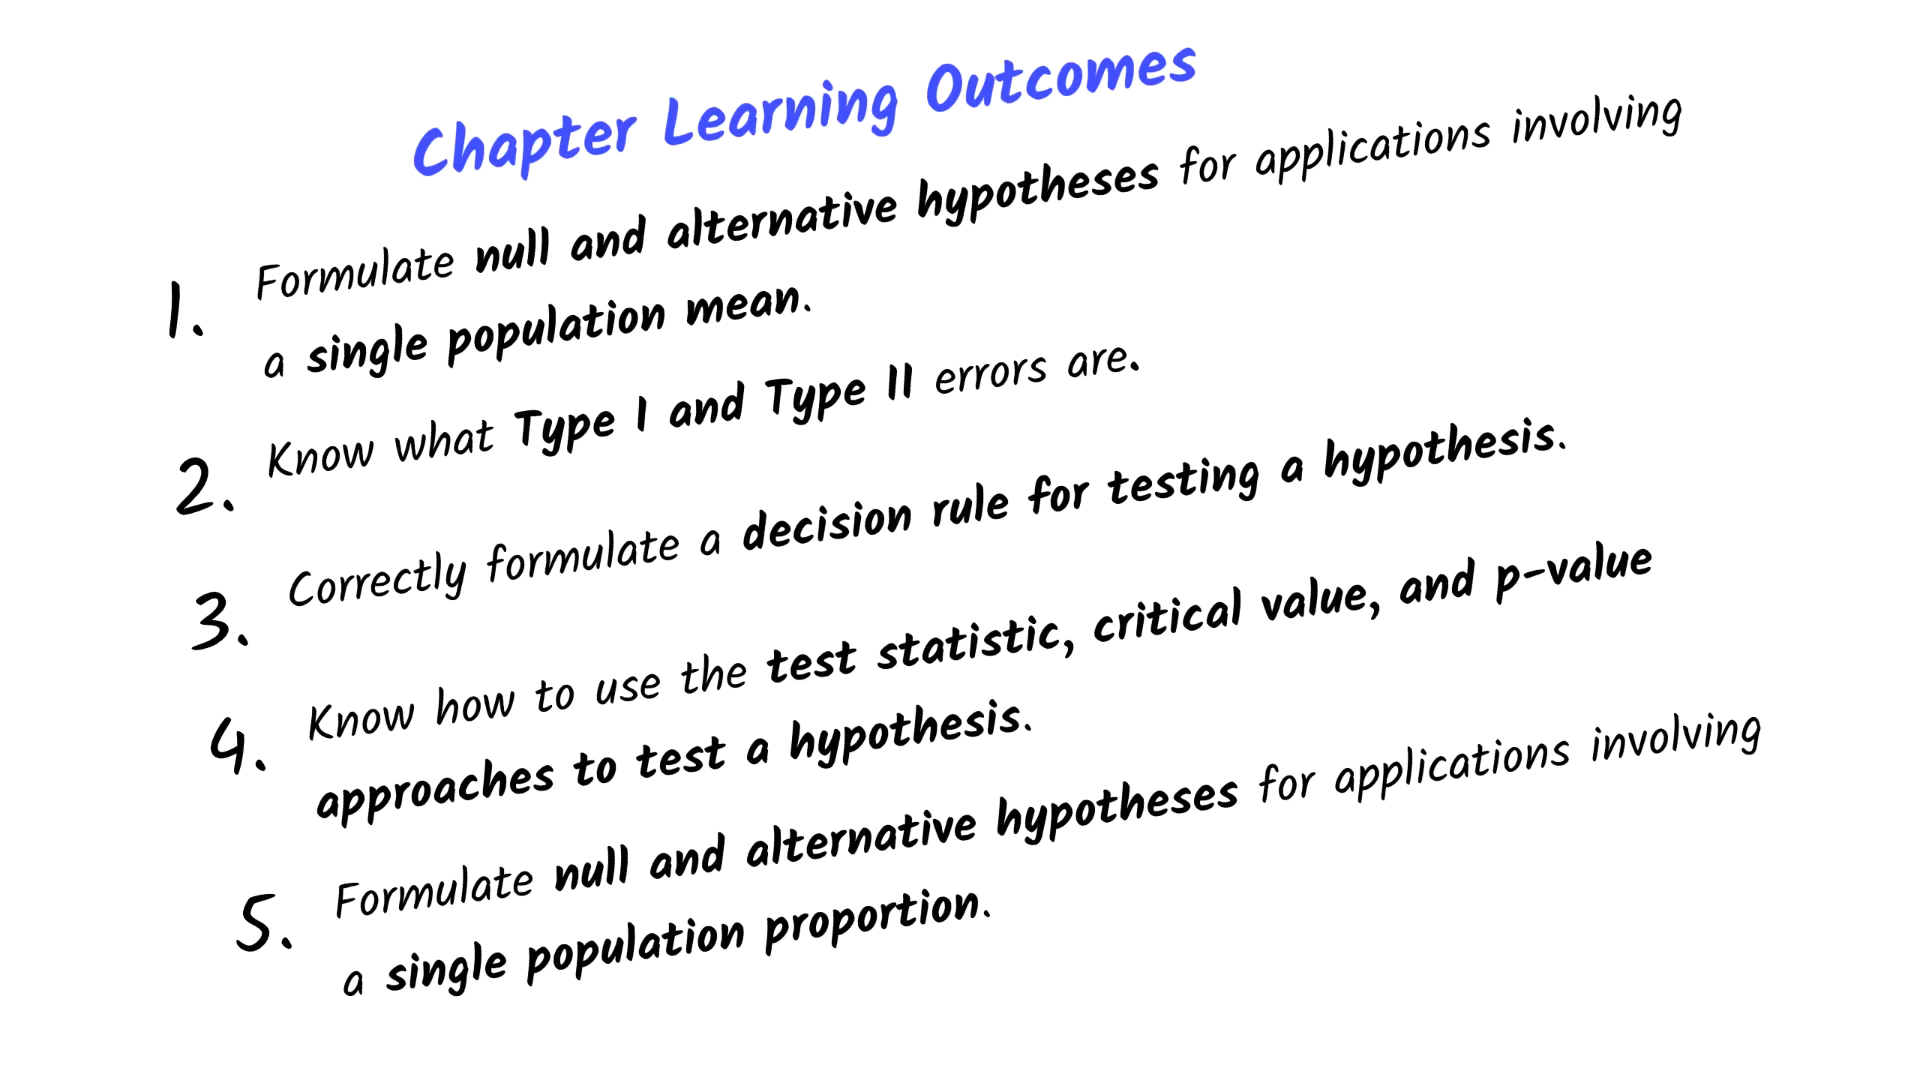 Chapter Learning Outcomes
1. Formulate null and alternative hypotheses for applications involving
a single population mean.
2. Know what Type I and Type II errors are.
3. Correctly formulate a decision rule for testing a hypothesis.
4. Know how to use the test statistic, critical value, and p-value
approaches to test a hypothesis.
5. Formulate null and alternative hypotheses for applications involving
a single population proportion.